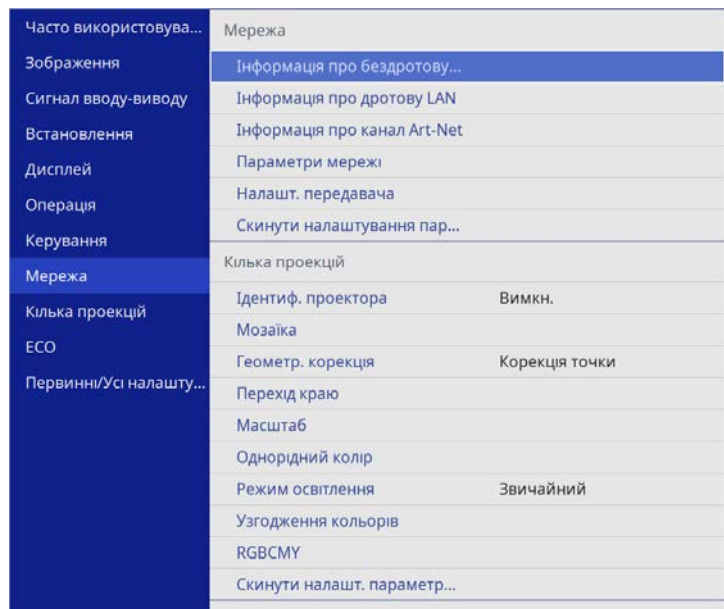 Часто використовува...
Зображення
Сигнал вводу-виводу
Встановлення
Дисплей
Операція
Керування
Мережа
Кілька проекцій
ECO
Первинні/Усі налашту...
Мережа
Інформація про бездротову...
Інформація про дротову LAN
Інформація про канал Art-Net
Параметри мережі
Налашт. передавача
Скинути налаштування пар...
Кілька проекцій
Ідентиф. проектора Вимкн.
Мозаїка
Геометр. корекція Корекція точки
Перехід краю
Масштаб
Однорідний колір
Режим освітлення Звичайний
Узгодження кольорів
RGBCMY
Скинути налашт. параметр...